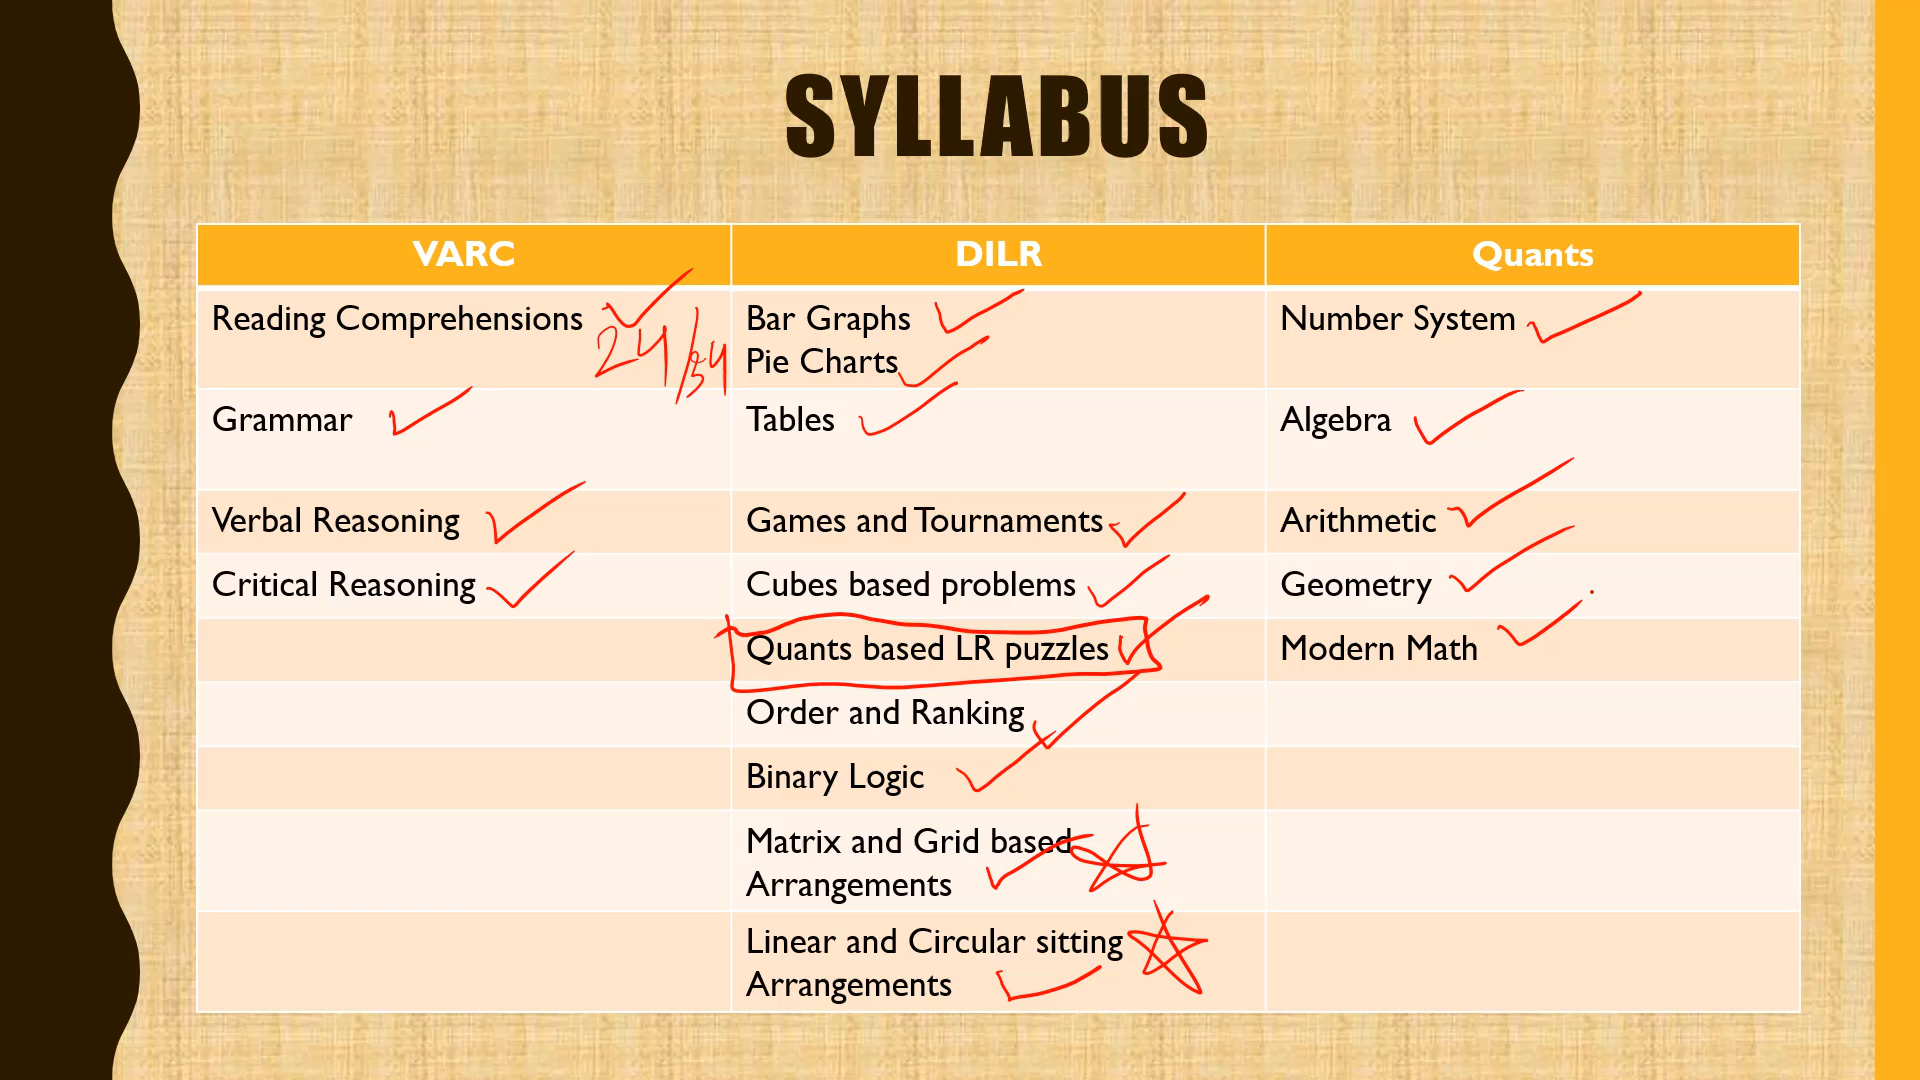 SYLLABUS
VARC
DILR
Quants
Reading Comprehensions
24/34
Bar Graphs
Pie Charts
Number System
Grammar
Tables
Algebra
Verbal Reasoning
Games and Tournaments
Arithmetic
Critical Reasoning
Cubes based problems
Geometry
Quants based LR puzzles
Modern Math
Order and Ranking
Binary Logic
Matrix and Grid based
Arrangements
Linear and Circular sitting
Arrangements